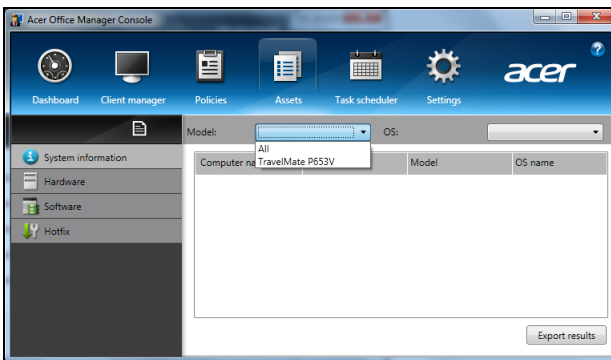 Acer Office Manager Console
?
acer
Dashboard Client manager Policies Assets Task scheduler Settings
Model: OS:
All
TravelMate P653V
System information
Hardware
Software
Hotfix
Computer na Model OS name
Export results